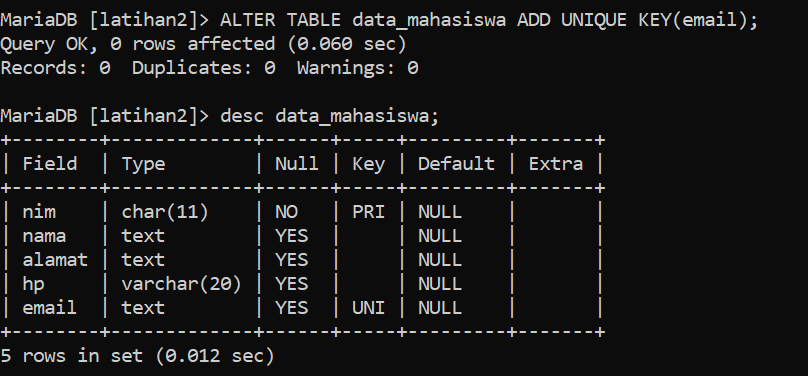 MariaDB [latihan2]> ALTER TABLE data_mahasiswa ADD UNIQUE KEY(email);
Query OK, 0 rows affected (0.060 sec)
Records: 0  Duplicates: 0  Warnings: 0

MariaDB [latihan2]> desc data_mahasiswa;
+--------+-------------+------+-----+---------+-------+
| Field  | Type        | Null | Key | Default | Extra |
+--------+-------------+------+-----+---------+-------+
| nim    | char(11)    | NO   | PRI | NULL    |       |
| nama   | text        | YES  |     | NULL    |       |
| alamat | text        | YES  |     | NULL    |       |
| hp     | varchar(20) | YES  |     | NULL    |       |
| email  | text        | YES  | UNI | NULL    |       |
+--------+-------------+------+-----+---------+-------+
5 rows in set (0.012 sec)